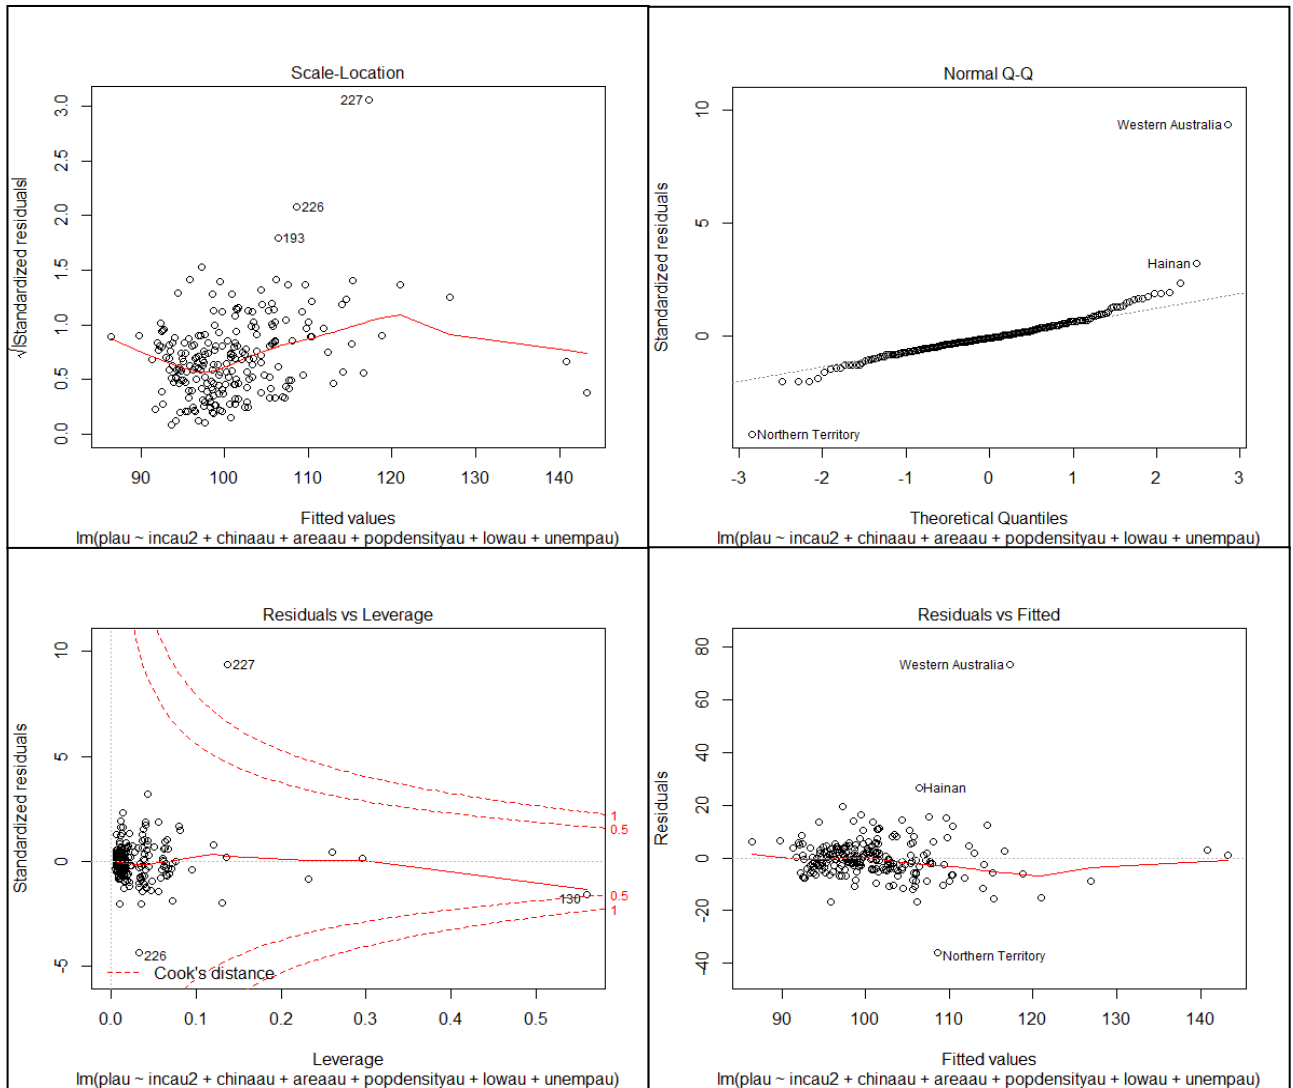 Scale-Location
√|Standardized residuals|
3.0
2.5
2.0
1.5
1.0
0.5
0.0
227
226
193
90 100 110 120 130 140
Fitted values
lm(plau ~ incau2 + chinaau + areaau + popdensityau + lowau + unempau)
Normal Q-Q
Standardized residuals
10
5
0
Western Australia
Hainan
Northern Territory
-3 -2 -1 0 1 2 3
Theoretical Quantiles
lm(plau ~ incau2 + chinaau + areaau + popdensityau + lowau + unempau)
Residuals vs Leverage
Standardized residuals
10
5
0
-5
227
130
226
1
0.5
0.5
1
Cook's distance
0.0 0.1 0.2 0.3 0.4 0.5
Leverage
lm(plau ~ incau2 + chinaau + areaau + popdensityau + lowau + unempau)
Residuals vs Fitted
Residuals
80
60
40
20
0
-20
-40
Western Australia
Hainan
Northern Territory
90 100 110 120 130 140
Fitted values
lm(plau ~ incau2 + chinaau + areaau + popdensityau + lowau + unempau)